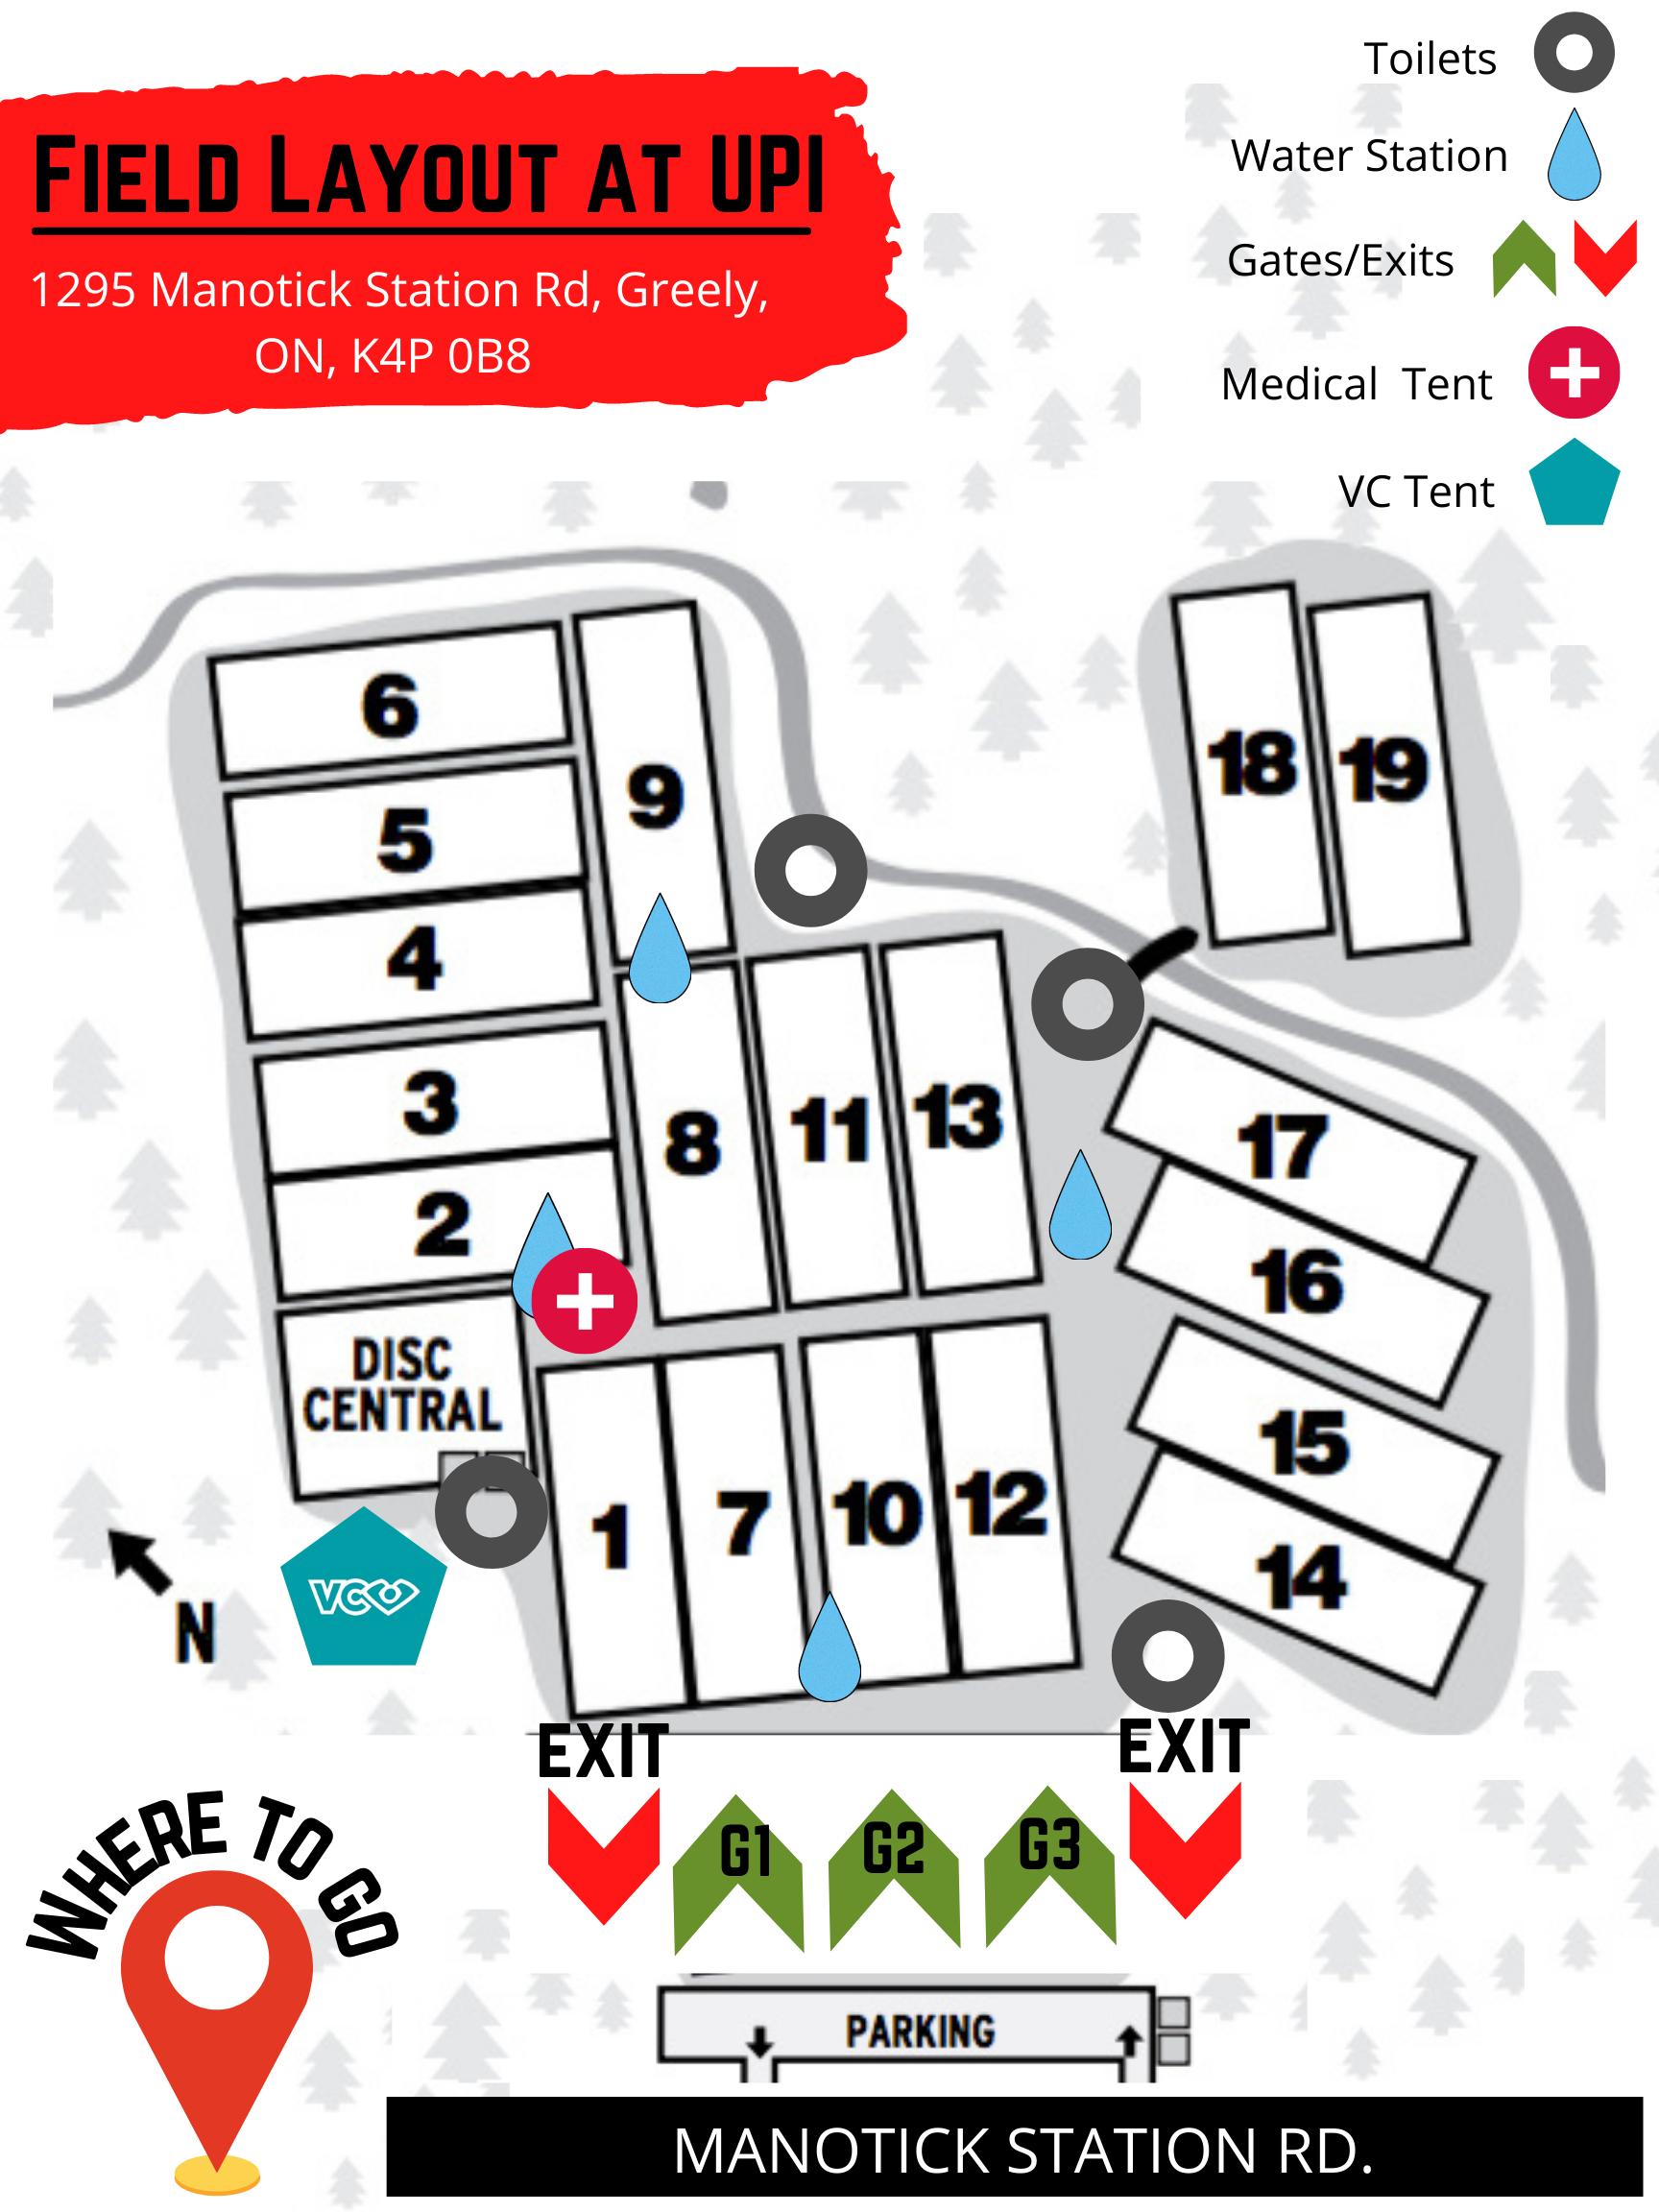 Toilets
Water Station
Gates/Exits
Medical Tent
VC Tent
FIELD LAYOUT AT UPI
1295 Manotick Station Rd, Greely,
ON, K4P 0B8
6
5
4
3
2
9
8
11
13
18
19
17
16
15
14
DISC
CENTRAL
1
7
10
12
N
VC
EXIT
EXIT
G1
G2
G3
WHERE TO GO
PARKING
MANOTICK STATION RD.